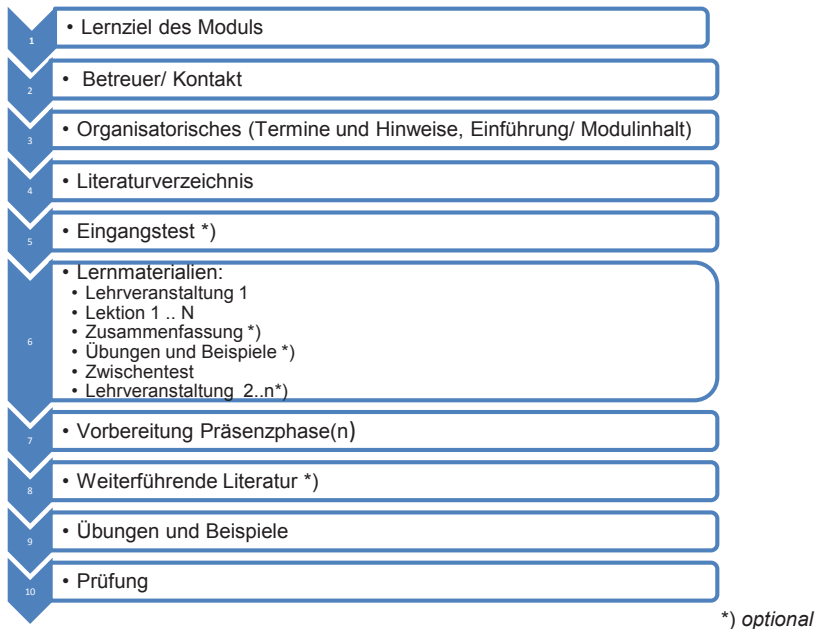 1 • Lernziel des Moduls
2 • Betreuer/ Kontakt
3 • Organisatorisches (Termine und Hinweise, Einführung/ Modulinhalt)
4 • Literaturverzeichnis
5 • Eingangstest *)
6 • Lernmaterialien:
• Lehrveranstaltung 1
• Lektion 1 .. N
• Zusammenfassung *)
• Übungen und Beispiele *)
• Zwischentest
• Lehrveranstaltung 2..n*)
7 • Vorbereitung Präsenzphase(n)
8 • Weiterführende Literatur *)
9 • Übungen und Beispiele
10 • Prüfung
*) optional